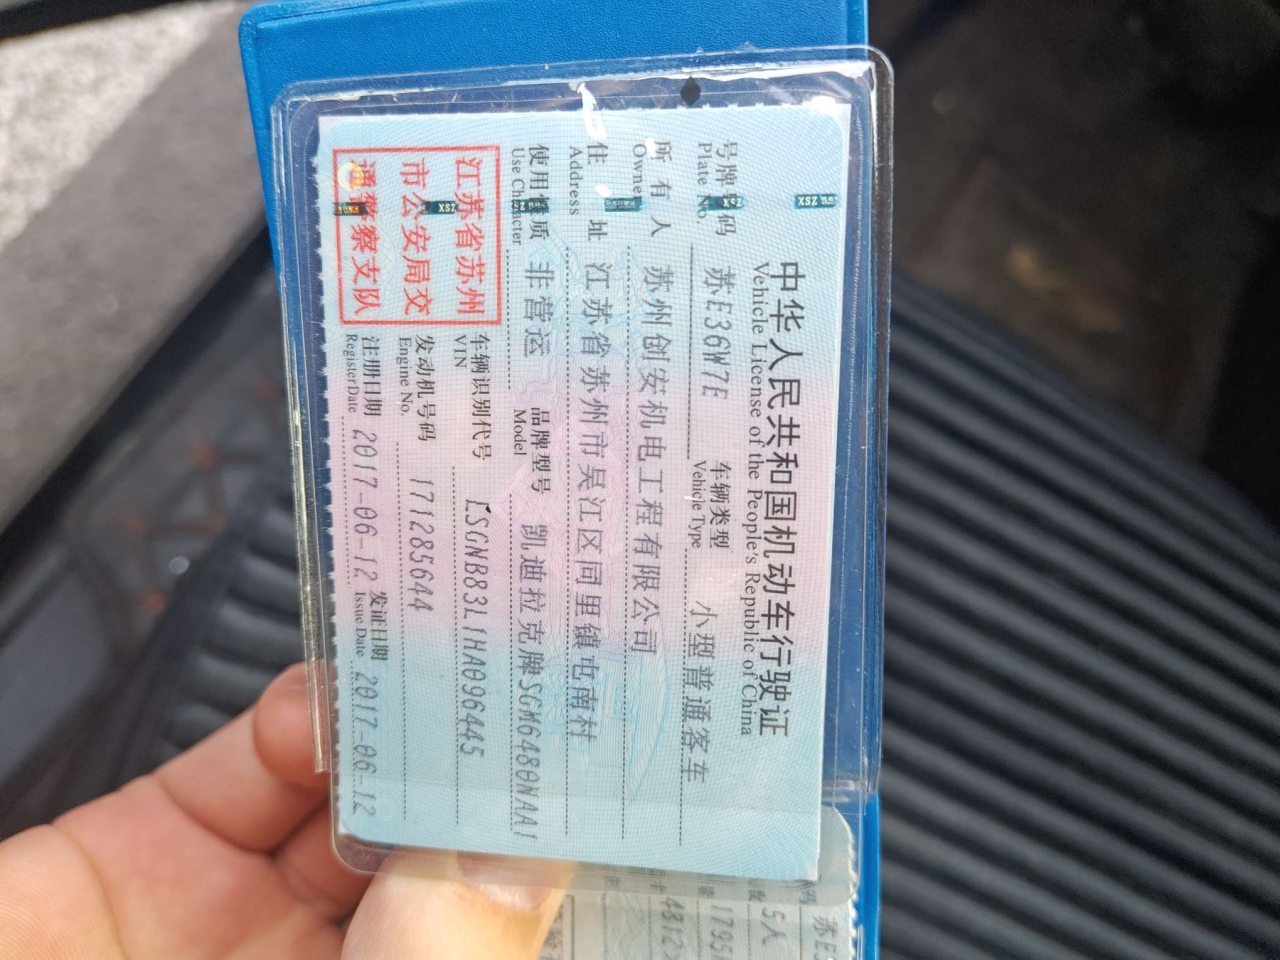 中华人民共和国机动车行驶证
Vehicle License of the People's Republic of China
号牌号码 苏E36W7E 车辆类型 小型普通客车
Plate No. Vehicle Type
所有人 苏州创安机电工程有限公司
Owner
住址 江苏省苏州市吴江区同里镇屯南村
Address
使用性质 非营运 品牌型号 凯迪拉克牌SGM6480NAA1
Use Character Model
江苏省苏州
市公安局交
通警察支队
车辆识别代号 LSGNB83L1HA096445
VIN
发动机号码 171285644
Engine No.
注册日期 2017-06-12 发证日期 2017-06-12
Register Date Issue Date
XSZ
XSZ
XSZ
5人